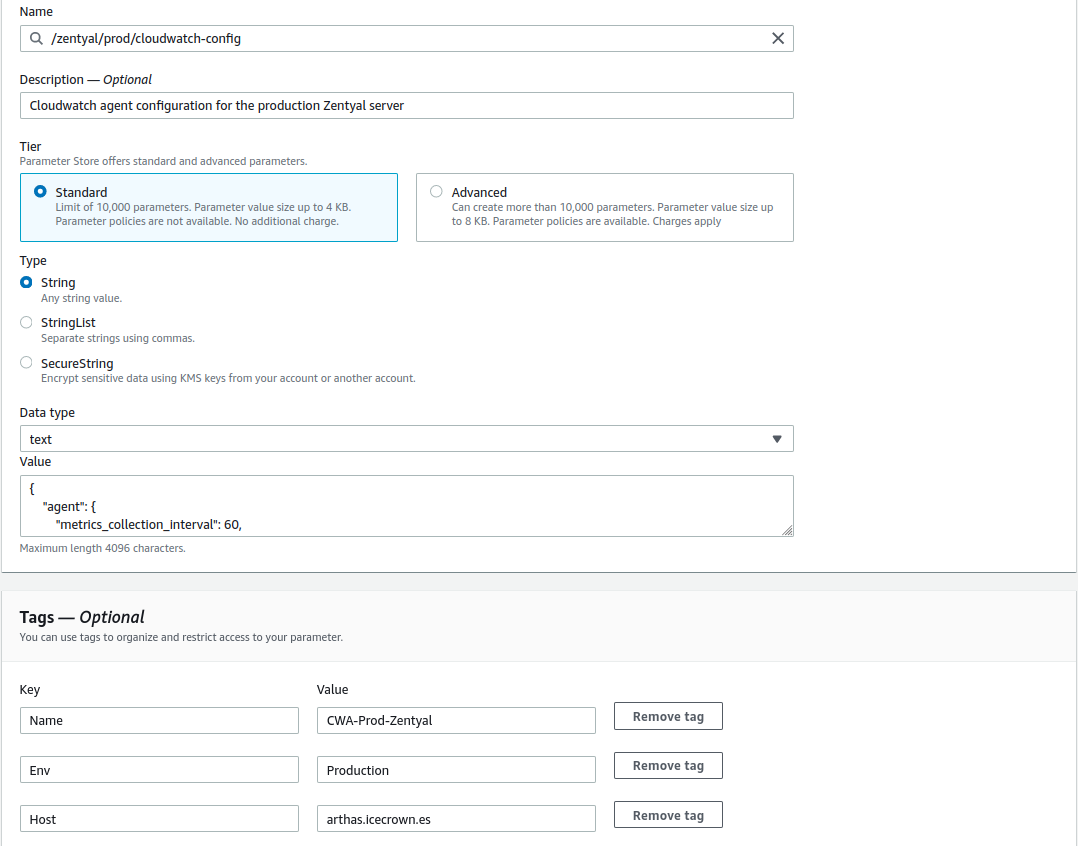 Name
/zentyal/prod/cloudwatch-config
Description — Optional
Cloudwatch agent configuration for the production Zentyal server
Tier
Parameter Store offers standard and advanced parameters.
Standard
Limit of 10,000 parameters. Parameter value size up to 4 KB.
Parameter policies are not available. No additional charge.
Advanced
Can create more than 10,000 parameters. Parameter value size up
to 8 KB. Parameter policies are available. Charges apply
Type
String
Any string value.
StringList
Separate strings using commas.
SecureString
Encrypt sensitive data using KMS keys from your account or another account.
Data type
text
Value
{
"agent": {
"metrics_collection_interval": 60,
Maximum length 4096 characters.
Tags — Optional
You can use tags to organize and restrict access to your parameter.
Key Value
Name CWA-Prod-Zentyal Remove tag
Env Production Remove tag
Host arthas.icecrown.es Remove tag